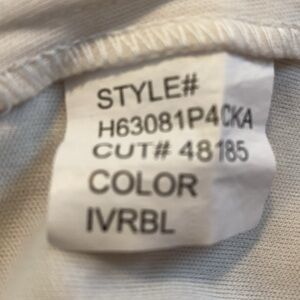 STYLE#
H63081P4CKA
CUT# 48185
COLOR
IVRBL